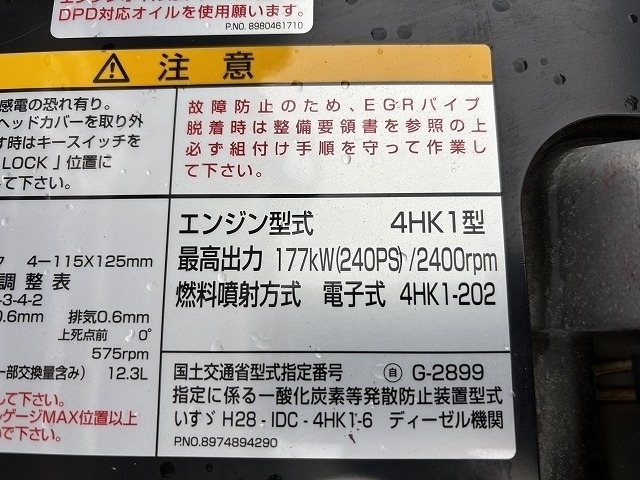 DPD対応オイルを使用願います。
P.NO. 8980461710
注意
感電の恐れ有り。
ヘッドカバーを取り外
す時はキースイッチを
LOCK」位置に
して下さい。
故障防止のため、EGRパイプ
脱着時は整備要領書を参照の上
必ず組付け手順を守って作業し
て下さい。
4-115X125mm
調整表
-3-4-2
0.6mm 排気0.6mm
上死点前 0°
575rpm
一部交換量含み) 12.3L
して下さい。
ゲージMAX位置以上
で下さい。
エンジン型式 4HK1型
最高出力 177kW(240PS)/2400rpm
燃料噴射方式 電子式 4HK1-202
国土交通省型式指定番号 自 G-2899
指定に係る一酸化炭素等発散防止装置型式
いすゞ H28-IDC-4HK1-6 ディーゼル機関
P.NO.8974894290